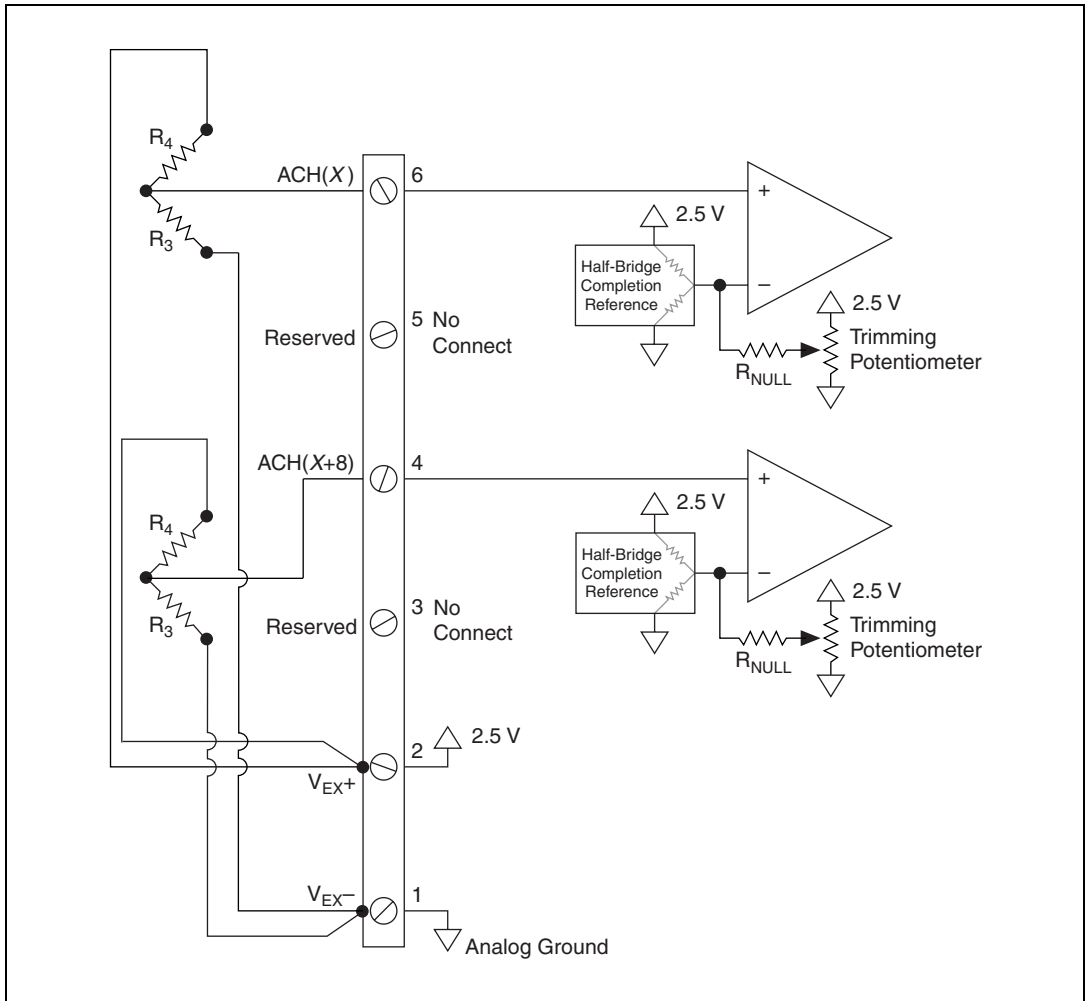 R4
ACH(X)
6
+
2.5 V
R3
Half-Bridge
Completion
Reference
–
2.5 V
Trimming
Potentiometer
RNULL
Reserved
5 No
Connect
ACH(X+8)
4
+
2.5 V
R4
Half-Bridge
Completion
Reference
–
2.5 V
R3
Reserved
3 No
Connect
Trimming
Potentiometer
RNULL
2
2.5 V
VEX+
VEX–
1
Analog Ground